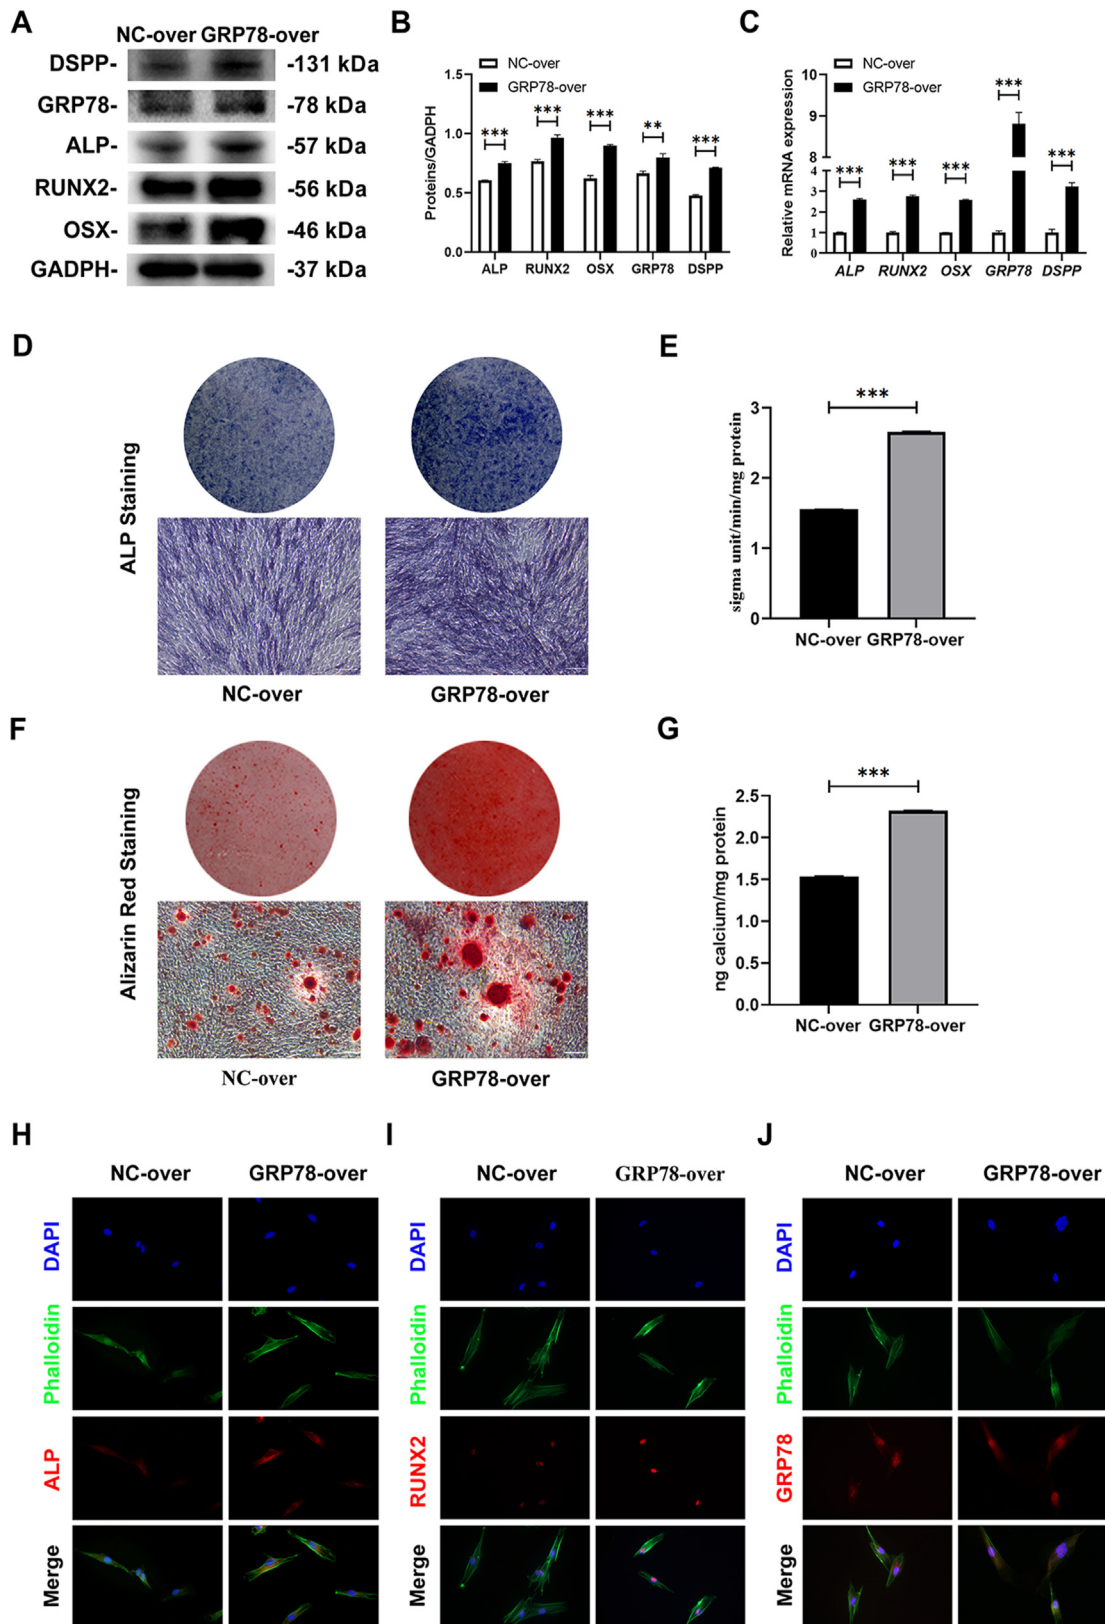 A
NC-over GRP78-over
DSPP- -131 kDa
GRP78- -78 kDa
ALP- -57 kDa
RUNX2- -56 kDa
OSX- -46 kDa
GADPH- -37 kDa
B
NC-over
GRP78-over
Proteins/GADPH
1.5
1.0
0.5
0.0
*** *** *** ** ***
ALP RUNX2 OSX GRP78 DSPP
C
NC-over
GRP78-over
Relative mRNA expression
10
8
4
3
2
1
0
*** *** *** *** ***
ALP RUNX2 OSX GRP78 DSPP
D
ALP Staining
NC-over GRP78-over
E
***
sigma unit/min/mg protein
3
2
1
0
NC-over GRP78-over
F
Alizarin Red Staining
NC-over GRP78-over
G
***
ng calcium/mg protein
2.5
2.0
1.5
1.0
0.5
0.0
NC-over GRP78-over
H
NC-over GRP78-over
DAPI
Phalloidin
ALP
Merge
I
NC-over GRP78-over
DAPI
Phalloidin
RUNX2
Merge
J
NC-over GRP78-over
DAPI
Phalloidin
GRP78
Merge